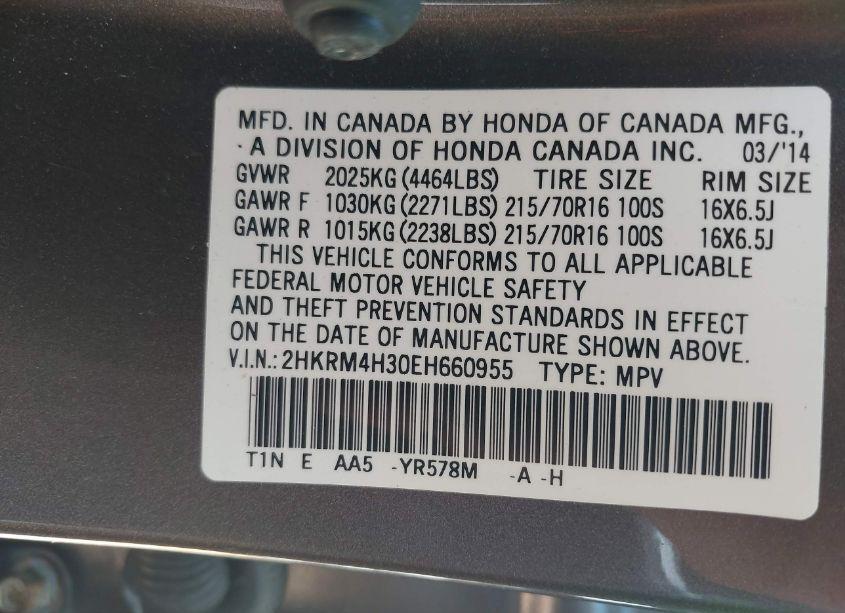 MFD. IN CANADA BY HONDA OF CANADA MFG.,
· A DIVISION OF HONDA CANADA INC. 03/'14
GVWR 2025KG (4464LBS) TIRE SIZE RIM SIZE
GAWR F 1030KG (2271LBS) 215/70R16 100S 16X6.5J
GAWR R 1015KG (2238LBS) 215/70R16 100S 16X6.5J
THIS VEHICLE CONFORMS TO ALL APPLICABLE
FEDERAL MOTOR VEHICLE SAFETY
AND THEFT PREVENTION STANDARDS IN EFFECT
ON THE DATE OF MANUFACTURE SHOWN ABOVE.
V.I.N.: 2HKRM4H30EH660955 TYPE: MPV
T1N E AA5 -YR578M -A -H